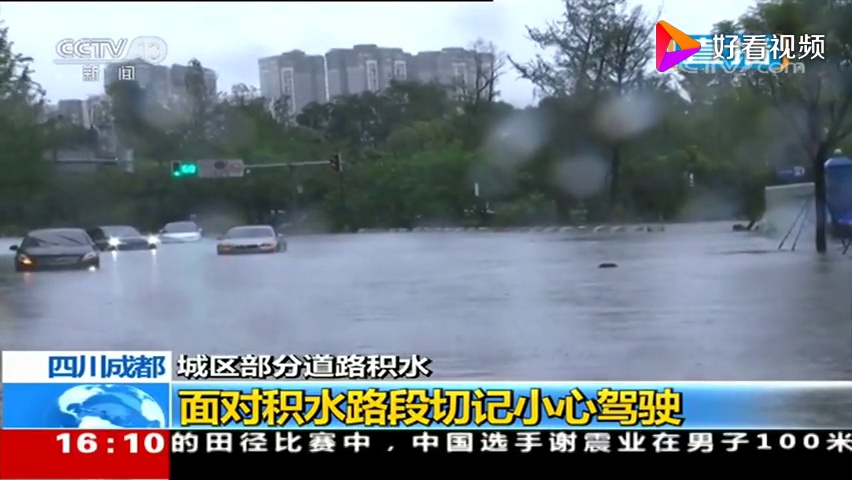 CCTV 13
新闻
好看视频
60
四川成都
城区部分道路积水
面对积水路段切记小心驾驶
16:10
的田径比赛中，中国选手谢震业在男子100米